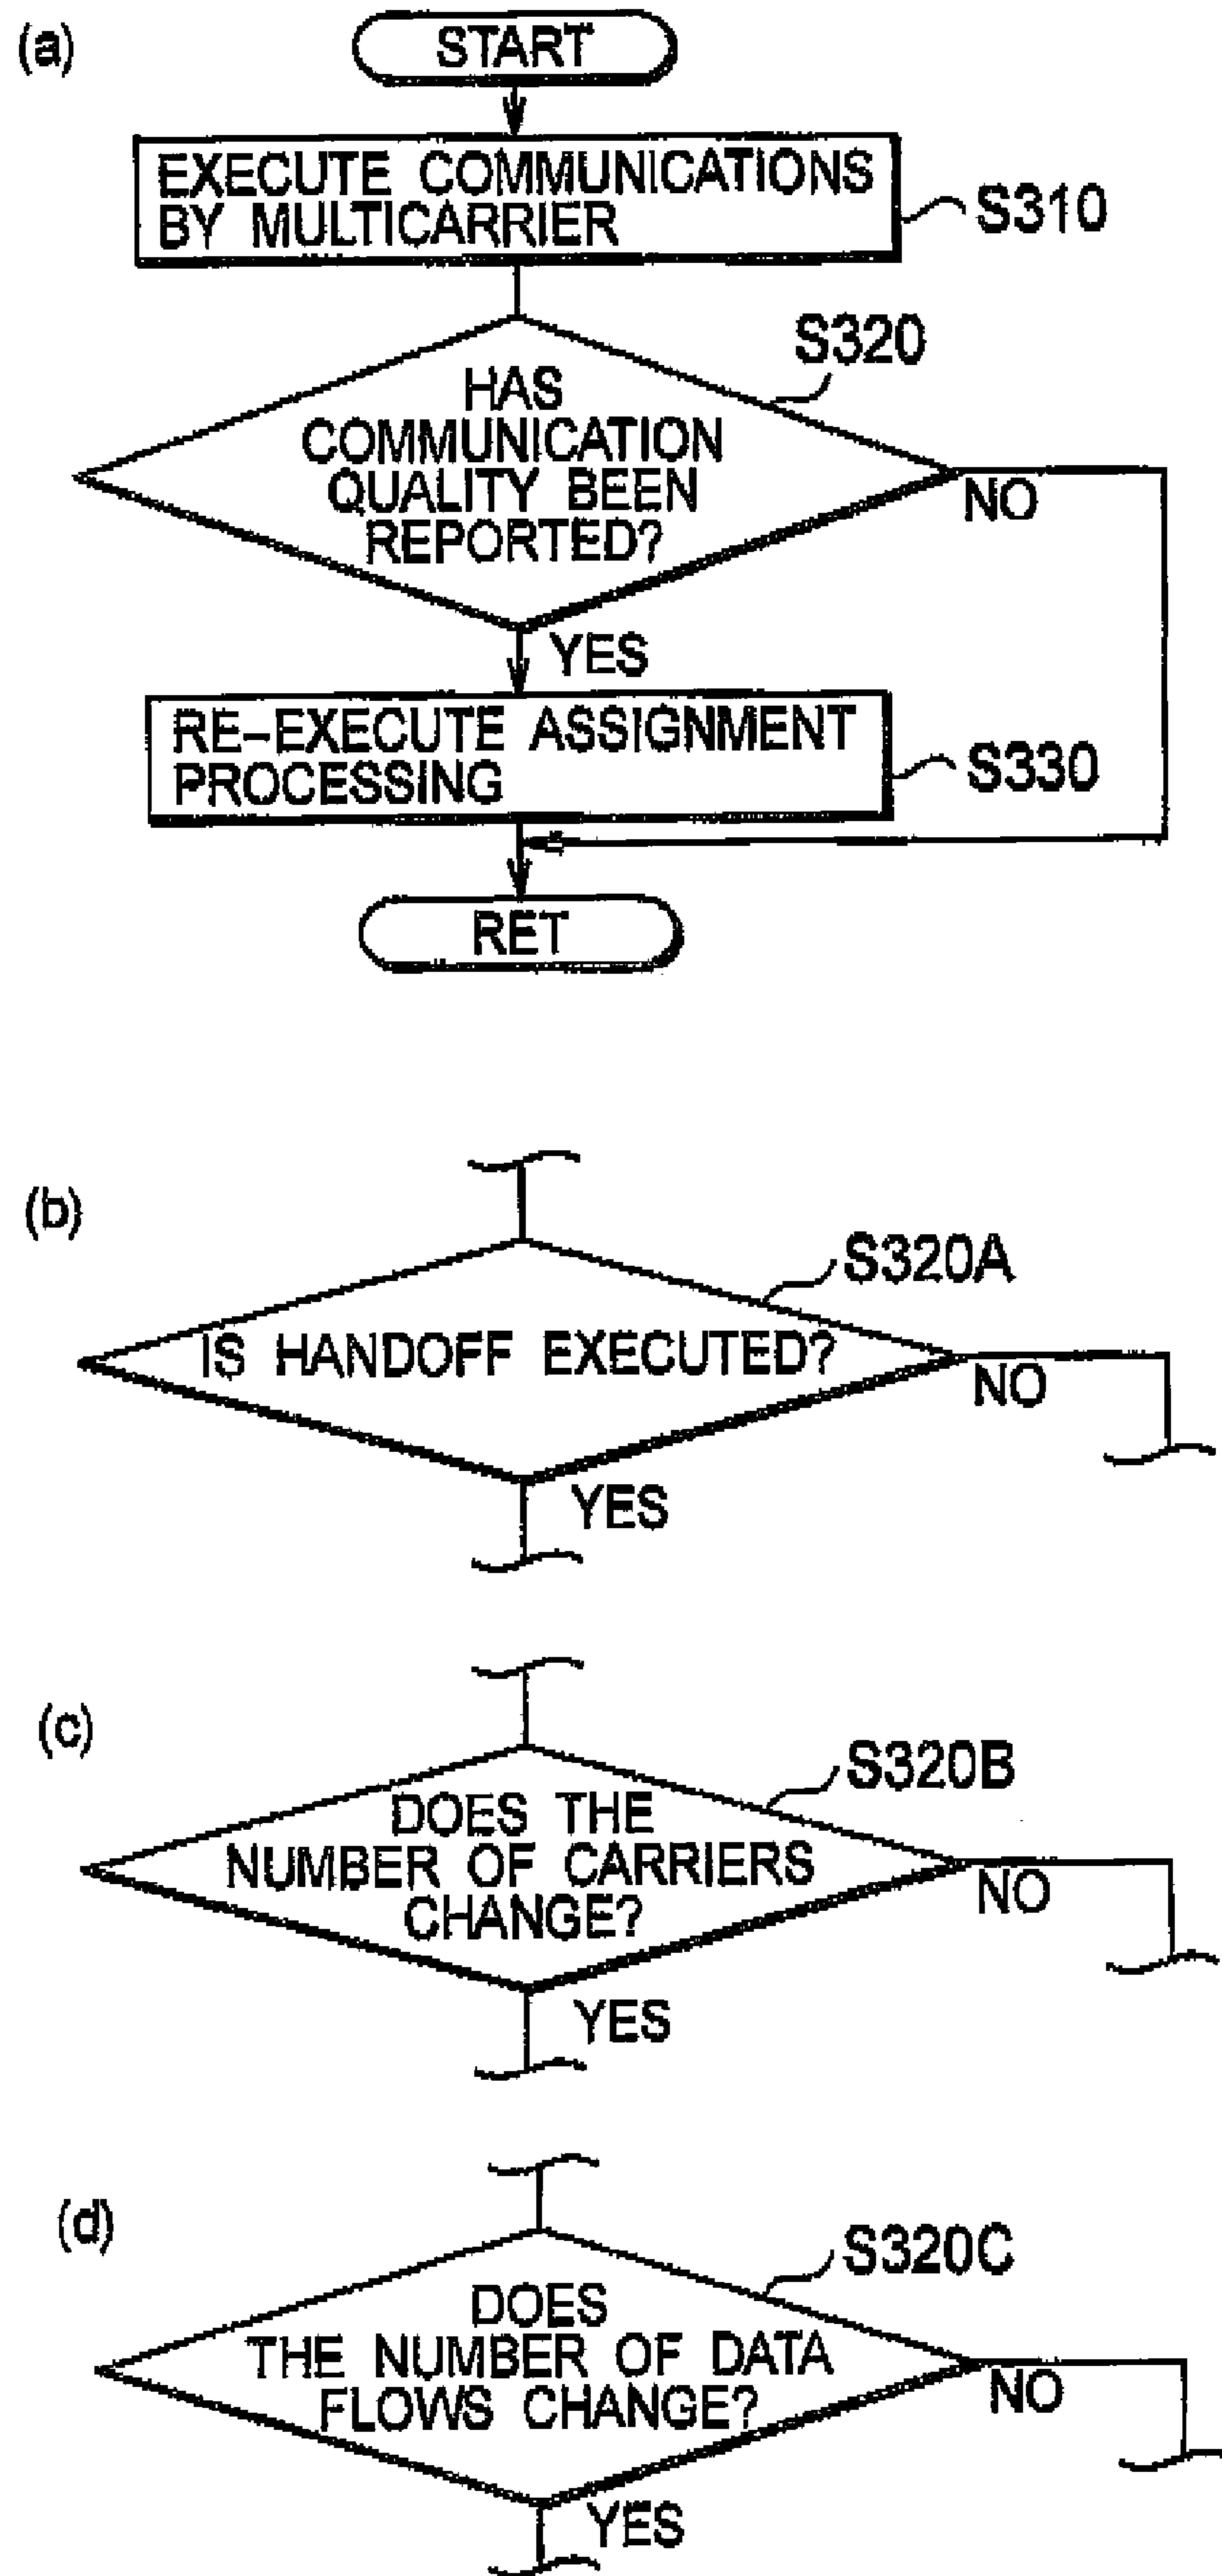 (a)
START
EXECUTE COMMUNICATIONS
BY MULTICARRIER
S310
S320
HAS
COMMUNICATION
QUALITY BEEN
REPORTED?
NO
YES
RE-EXECUTE ASSIGNMENT
PROCESSING
S330
RET
(b)
S320A
IS HANDOFF EXECUTED?
NO
YES
(c)
S320B
DOES THE
NUMBER OF CARRIERS
CHANGE?
NO
YES
(d)
S320C
DOES
THE NUMBER OF DATA
FLOWS CHANGE?
NO
YES